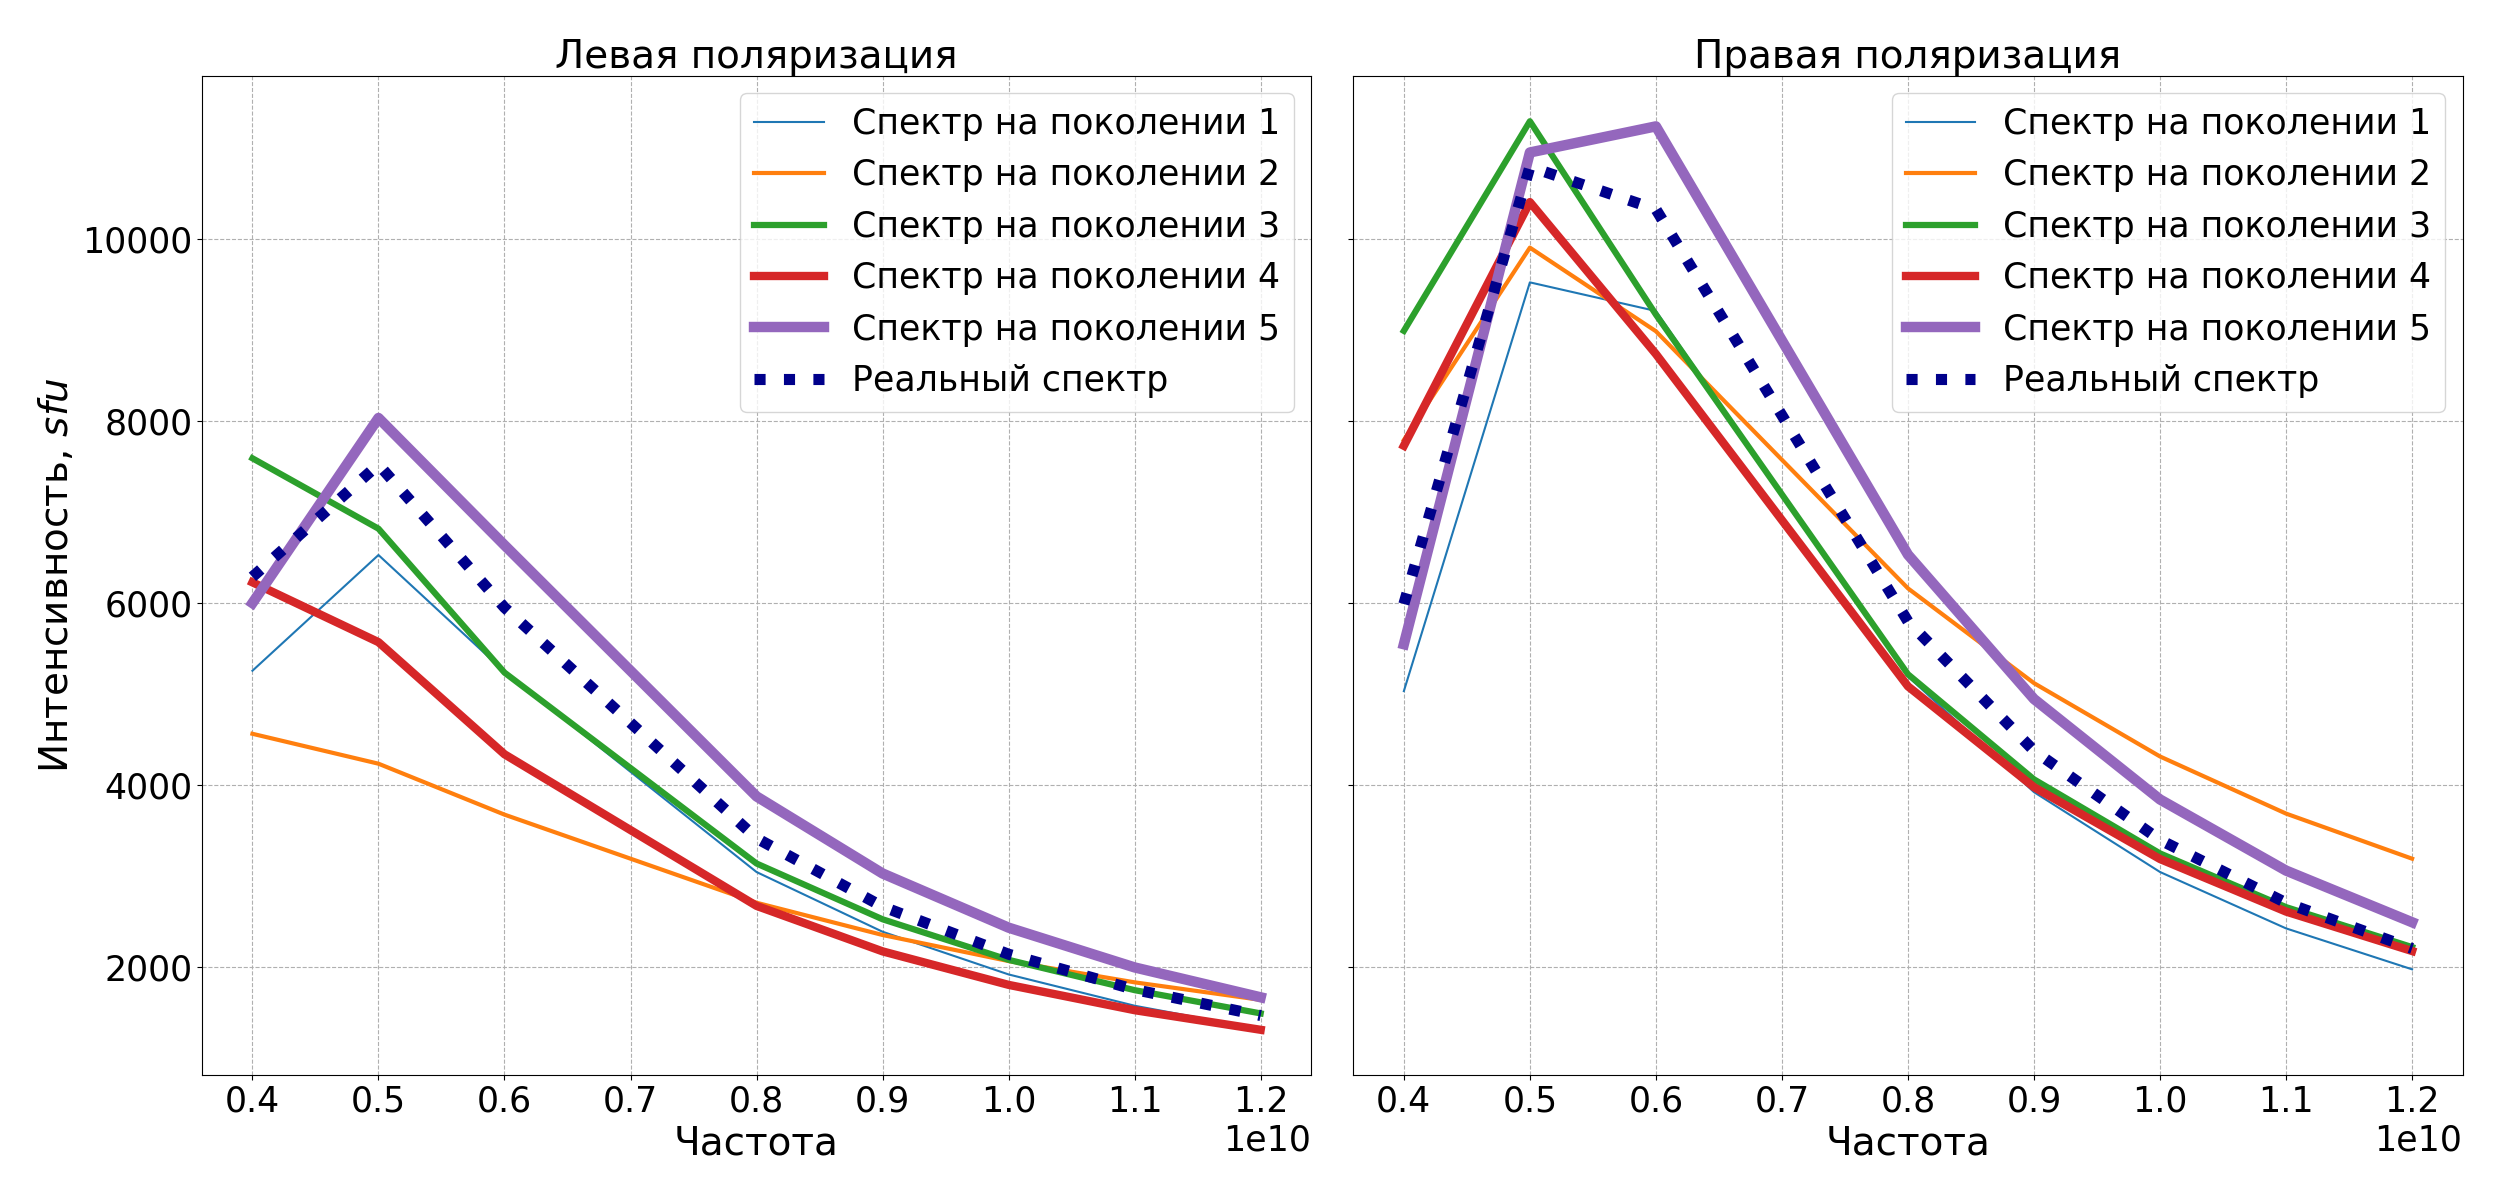 Левая поляризация
Интенсивность, sfu
10000
8000
6000
4000
2000
Спектр на поколении 1
Спектр на поколении 2
Спектр на поколении 3
Спектр на поколении 4
Спектр на поколении 5
Реальный спектр
0.4 0.5 0.6 0.7 0.8 0.9 1.0 1.1 1.2
1e10
Частота
Правая поляризация
Спектр на поколении 1
Спектр на поколении 2
Спектр на поколении 3
Спектр на поколении 4
Спектр на поколении 5
Реальный спектр
0.4 0.5 0.6 0.7 0.8 0.9 1.0 1.1 1.2
1e10
Частота